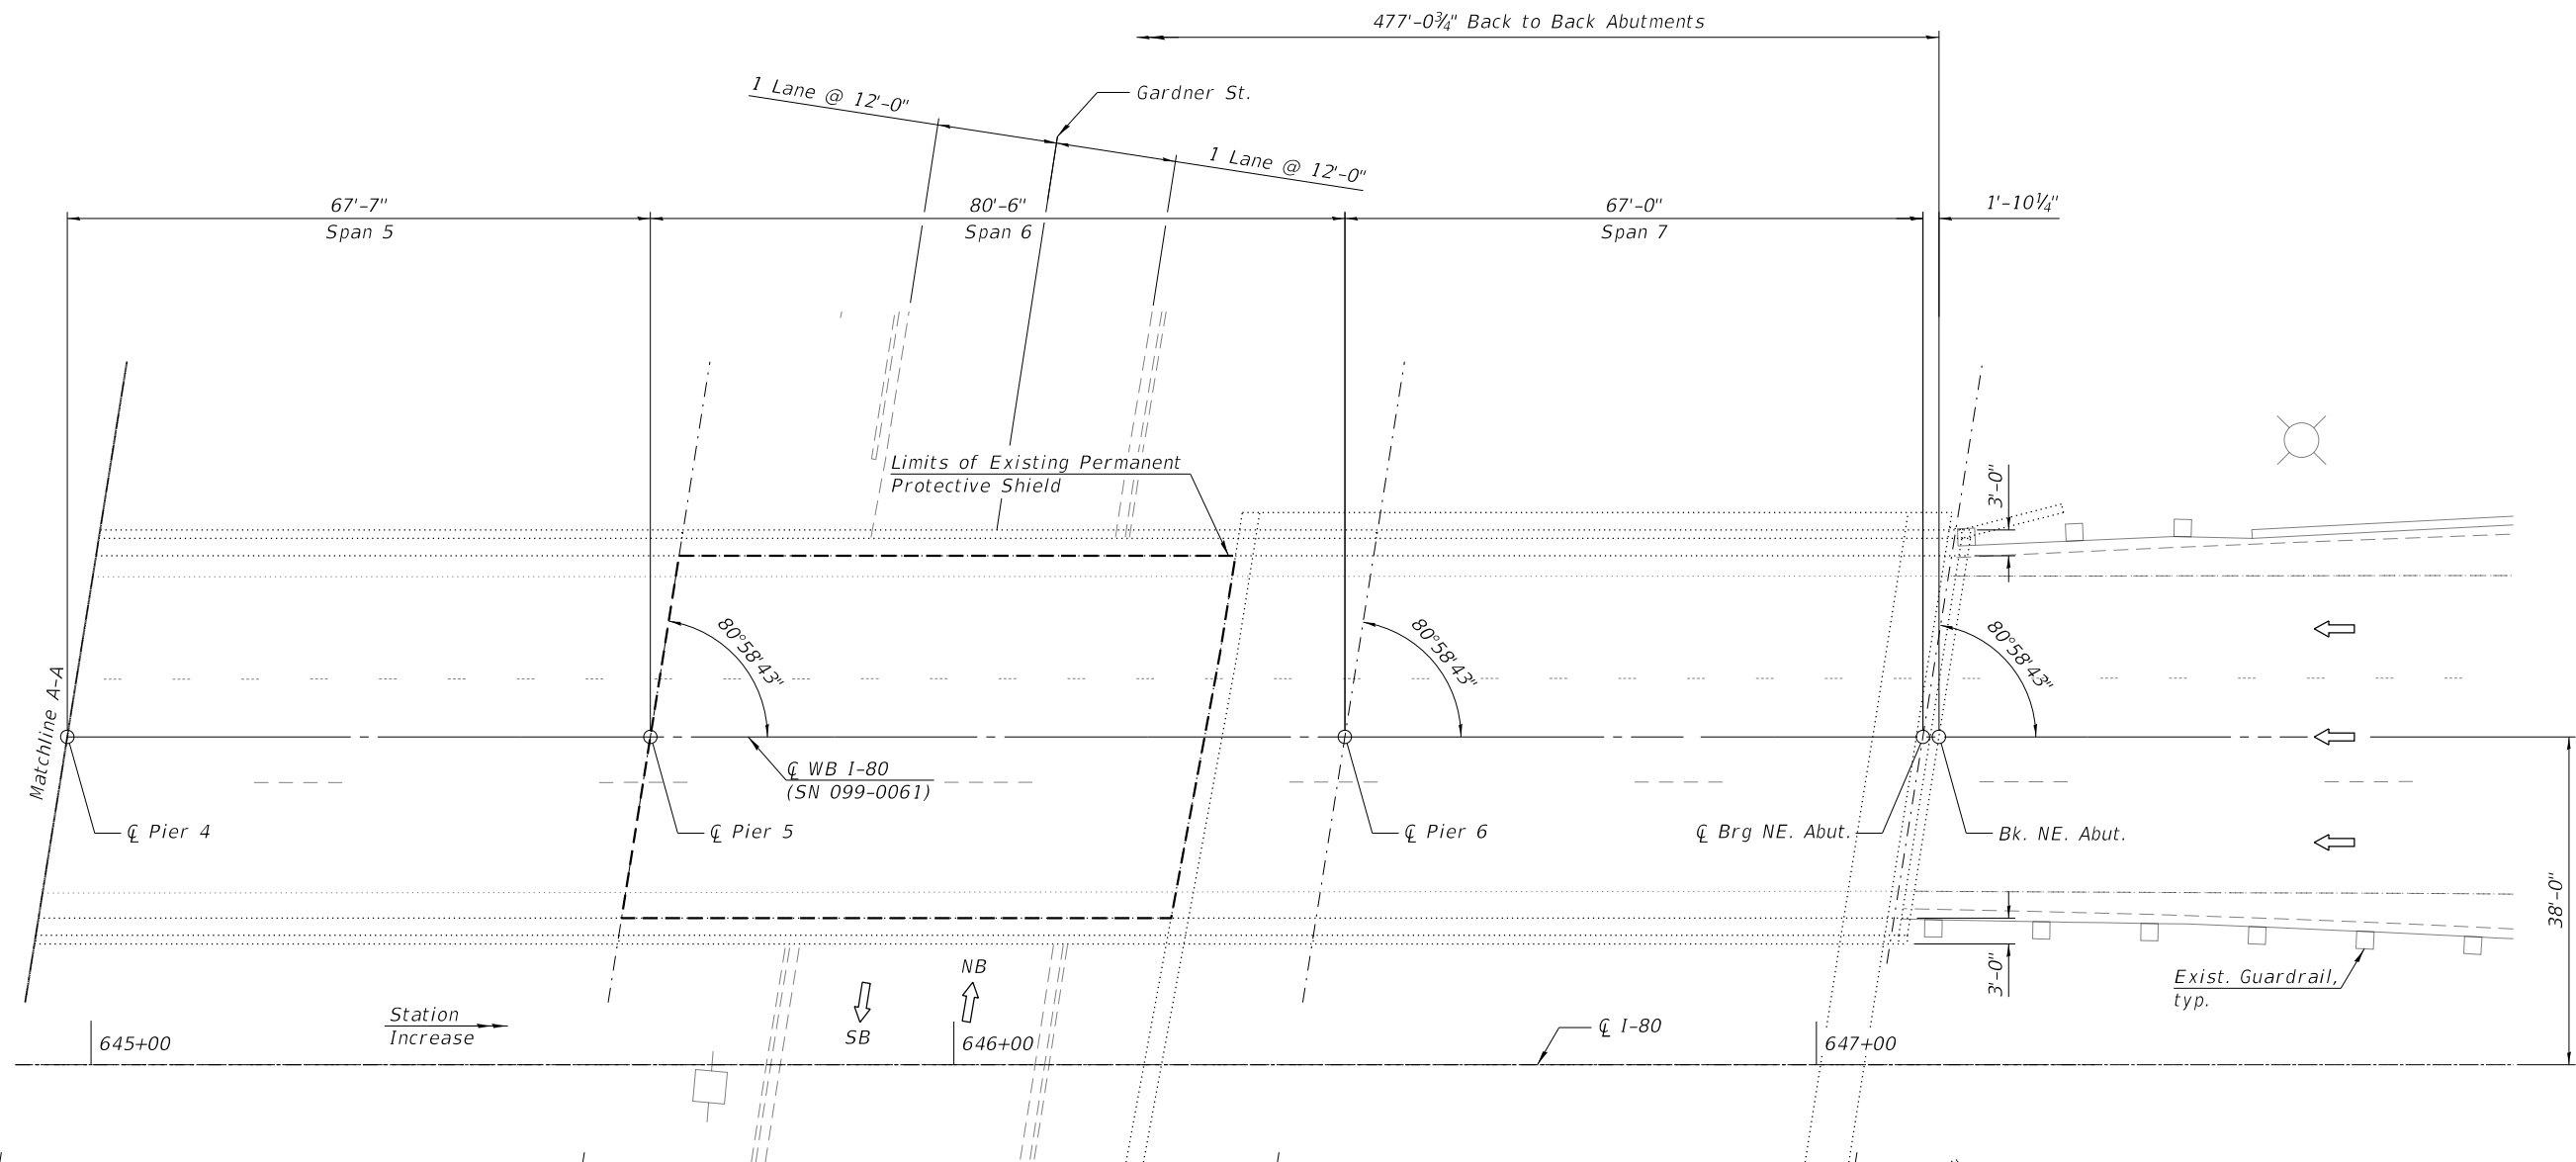 477'-0¾" Back to Back Abutments
1 Lane @ 12'-0"
Gardner St.
1 Lane @ 12'-0"
67'-7"
Span 5
80'-6"
Span 6
67'-0"
Span 7
1'-10¼"
Limits of Existing Permanent
Protective Shield
3'-0"
80°58'43"
80°58'43"
80°58'43"
Matchline A-A
℄ WB I-80
(SN 099-0061)
℄ Pier 4
℄ Pier 5
℄ Pier 6
℄ Brg NE. Abut.
Bk. NE. Abut.
38'-0"
3'-0"
Exist. Guardrail,
typ.
NB
SB
Station
Increase
℄ I-80
645+00
646+00
647+00